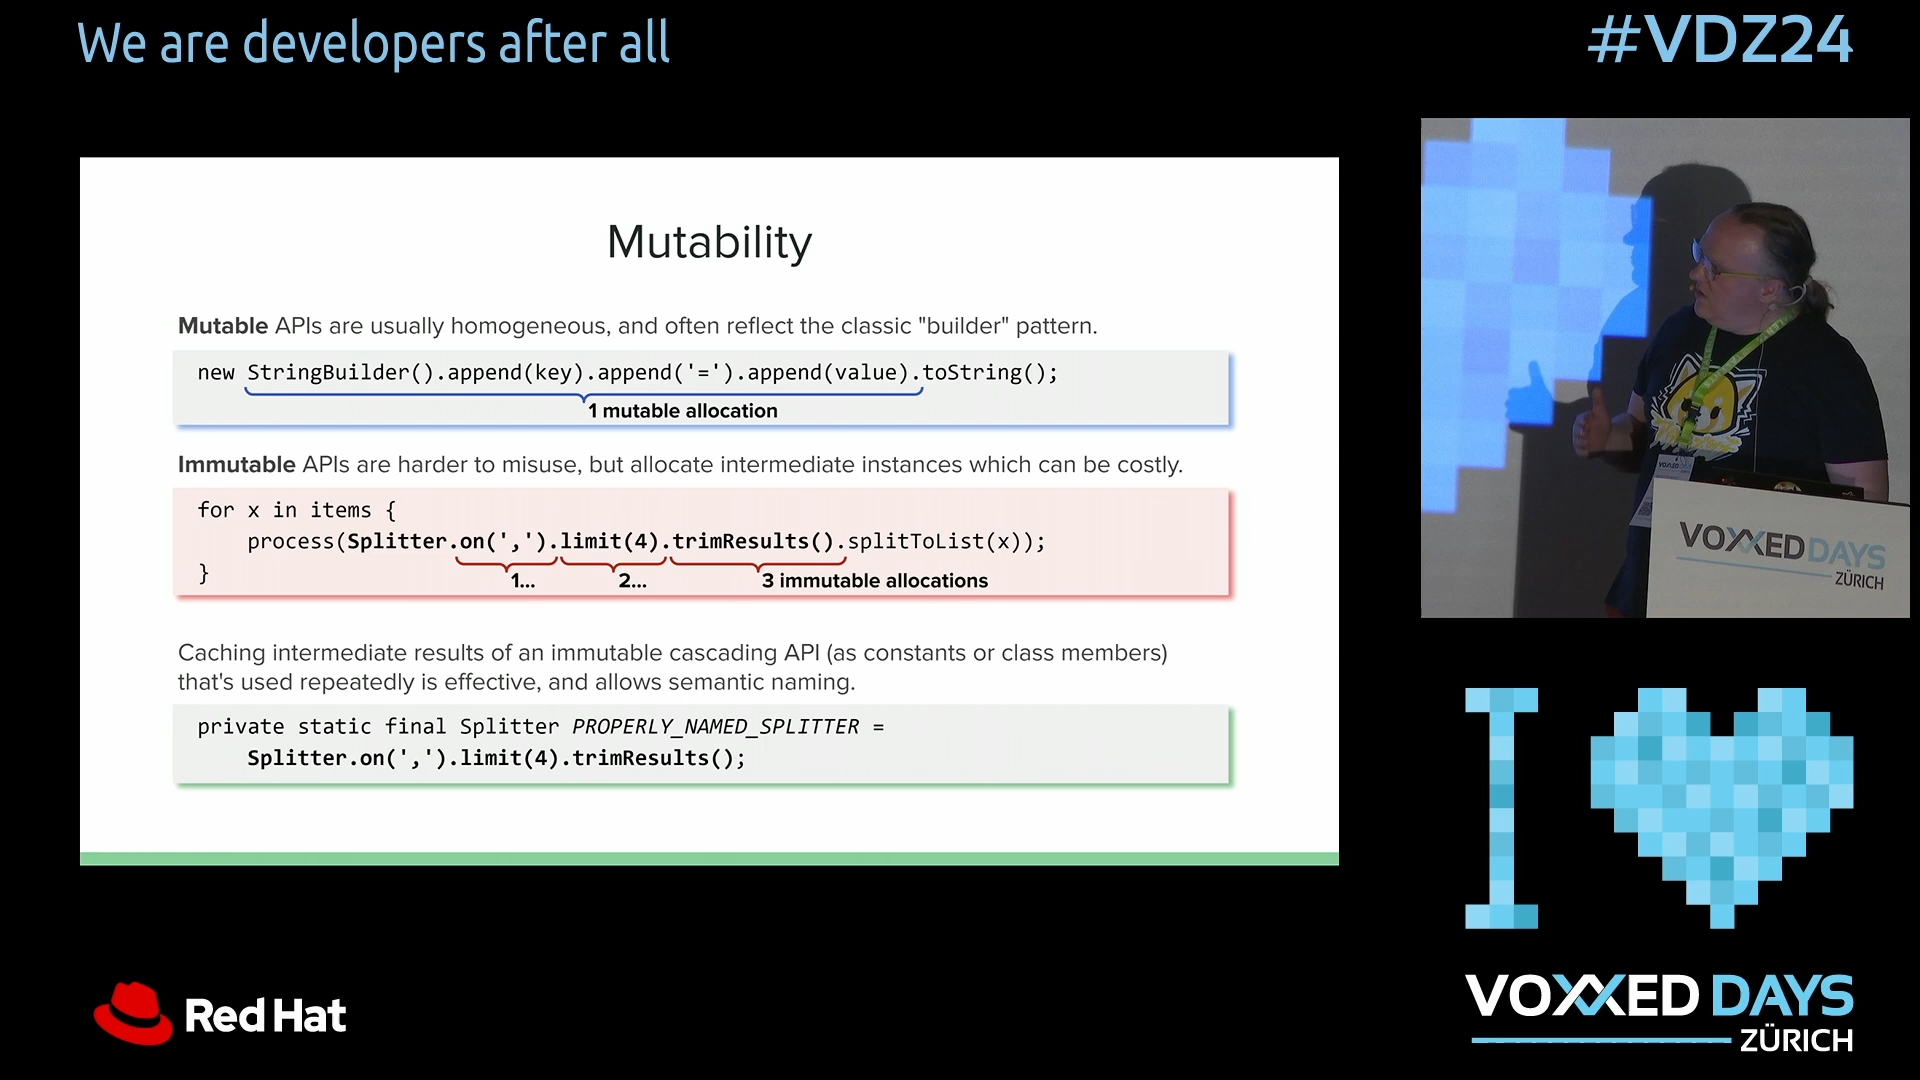 We are developers after all
#VDZ24
Mutability
Mutable APIs are usually homogeneous, and often reflect the classic "builder" pattern.
new StringBuilder().append(key).append('=').append(value).toString();
1 mutable allocation
Immutable APIs are harder to misuse, but allocate intermediate instances which can be costly.
for x in items {
process(Splitter.on(',').limit(4).trimResults().splitToList(x));
}
1...
2...
3 immutable allocations
Caching intermediate results of an immutable cascading API (as constants or class members)
that's used repeatedly is effective, and allows semantic naming.
private static final Splitter PROPERLY_NAMED_SPLITTER =
Splitter.on(',').limit(4).trimResults();
VOXXED DAYS
ZÜRICH
I
Red Hat
VOXXED DAYS
ZÜRICH